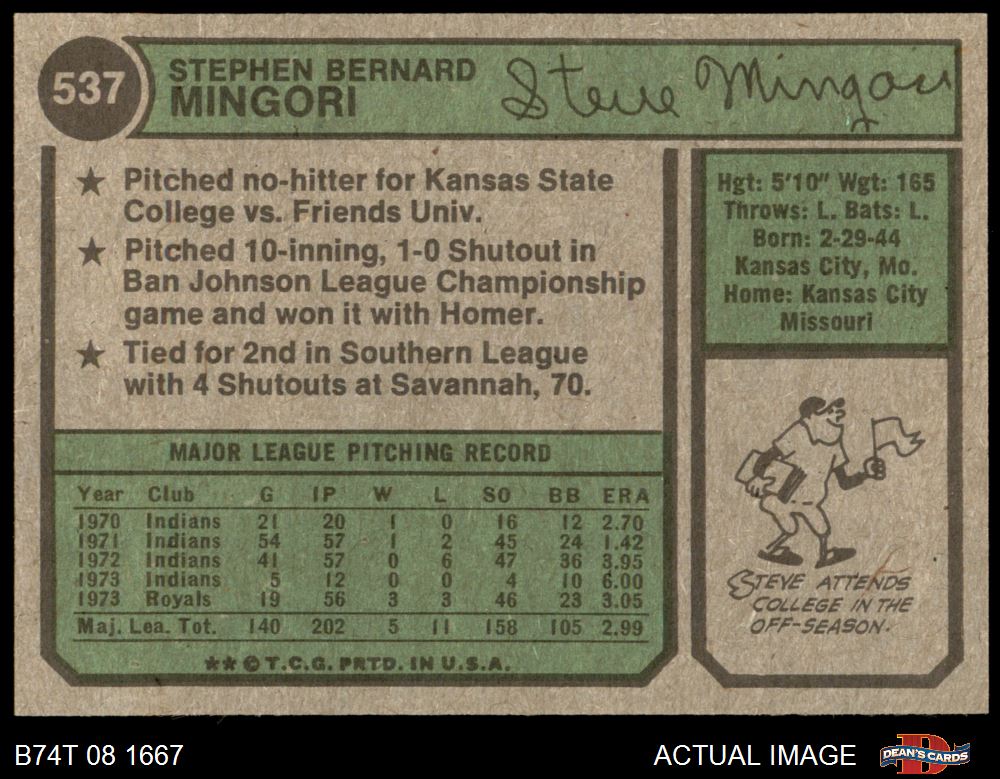 537
STEPHEN BERNARD
MINGORI
Steve Mingori
★ Pitched no-hitter for Kansas State
College vs. Friends Univ.
★ Pitched 10-inning, 1-0 Shutout in
Ban Johnson League Championship
game and won it with Homer.
★ Tied for 2nd in Southern League
with 4 Shutouts at Savannah, 70.
Hgt: 5'10" Wgt: 165
Throws: L. Bats: L.
Born: 2-29-44
Kansas City, Mo.
Home: Kansas City
Missouri
MAJOR LEAGUE PITCHING RECORD
Year Club G IP W L SO BB ERA
1970 Indians 21 20 1 0 16 12 2.70
1971 Indians 54 57 1 2 45 24 1.42
1972 Indians 41 57 0 6 47 36 3.95
1973 Indians 5 12 0 0 4 10 6.00
1973 Royals 19 56 3 3 46 23 3.05
Maj. Lea. Tot. 140 202 5 11 158 105 2.99
★★ © T.C.G. PRTD. IN U.S.A.
STEVE ATTENDS
COLLEGE IN THE
OFF-SEASON.
B74T 08 1667
ACTUAL IMAGE
D
DEAN'S CARDS